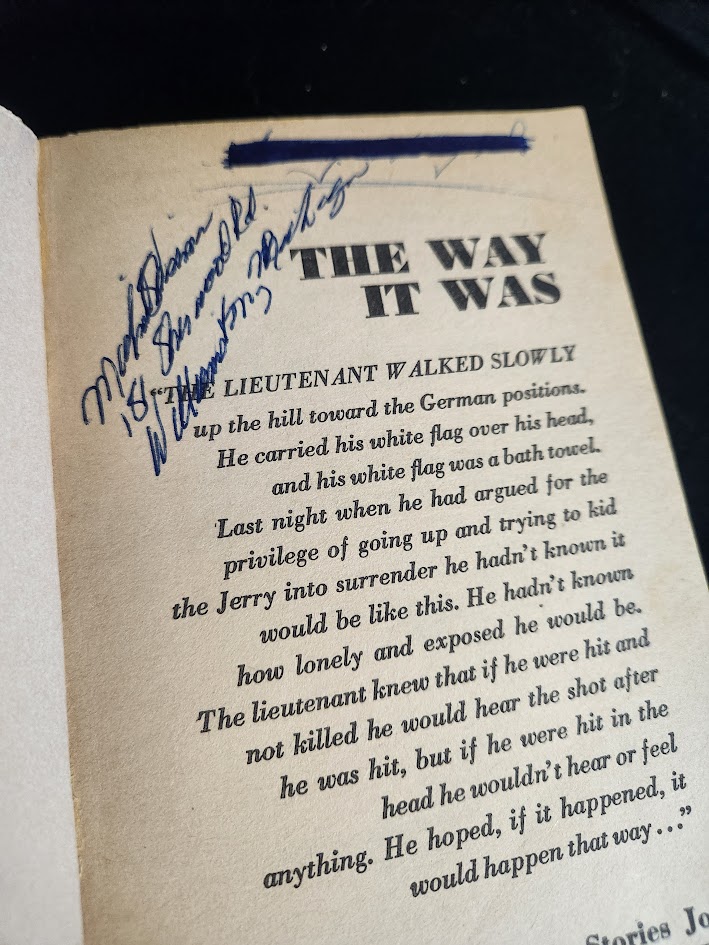 18 Sherwood Rd.
Williamston, Michigan
THE WAY
IT WAS
“THE LIEUTENANT WALKED SLOWLY
up the hill toward the German positions.
He carried his white flag over his head,
and his white flag was a bath towel.
Last night when he had argued for the
privilege of going up and trying to kid
the Jerry into surrender he hadn't known it
would be like this. He hadn't known
how lonely and exposed he would be.
The lieutenant knew that if he were hit and
not killed he would hear the shot after
he was hit, but if he were hit in the
head he wouldn't hear or feel
anything. He hoped, if it happened, it
would happen that way . . .”
Stories